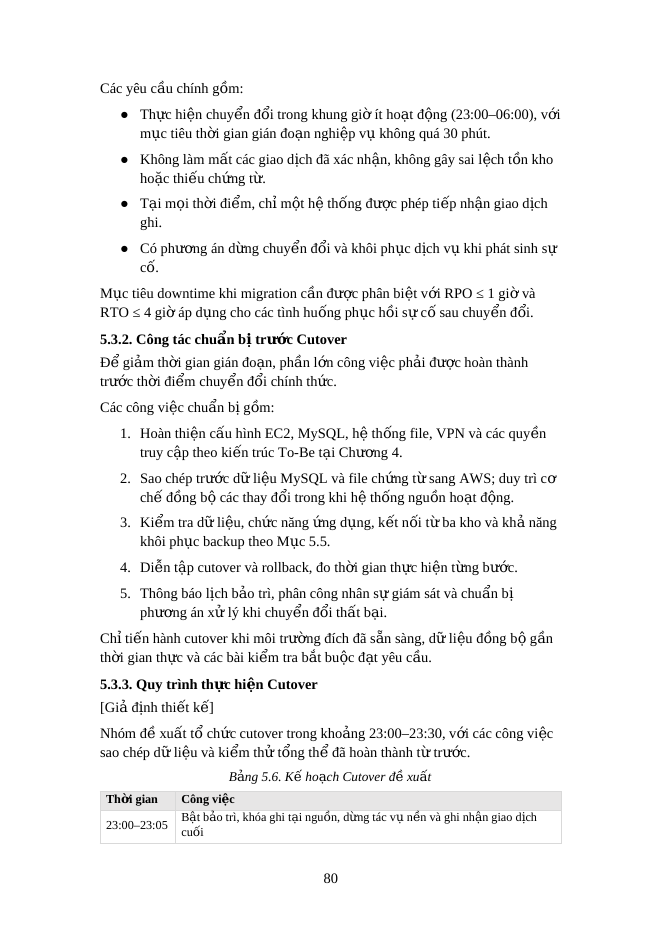 Các yêu cầu chính gồm:
● Thực hiện chuyển đổi trong khung giờ ít hoạt động (23:00–06:00), với
mục tiêu thời gian gián đoạn nghiệp vụ không quá 30 phút.
● Không làm mất các giao dịch đã xác nhận, không gây sai lệch tồn kho
hoặc thiếu chứng từ.
● Tại mọi thời điểm, chỉ một hệ thống được phép tiếp nhận giao dịch
ghi.
● Có phương án dừng chuyển đổi và khôi phục dịch vụ khi phát sinh sự
cố.
Mục tiêu downtime khi migration cần được phân biệt với RPO ≤ 1 giờ và
RTO ≤ 4 giờ áp dụng cho các tình huống phục hồi sự cố sau chuyển đổi.
5.3.2. Công tác chuẩn bị trước Cutover
Để giảm thời gian gián đoạn, phần lớn công việc phải được hoàn thành
trước thời điểm chuyển đổi chính thức.
Các công việc chuẩn bị gồm:
1. Hoàn thiện cấu hình EC2, MySQL, hệ thống file, VPN và các quyền
truy cập theo kiến trúc To-Be tại Chương 4.
2. Sao chép trước dữ liệu MySQL và file chứng từ sang AWS; duy trì cơ
chế đồng bộ các thay đổi trong khi hệ thống nguồn hoạt động.
3. Kiểm tra dữ liệu, chức năng ứng dụng, kết nối từ ba kho và khả năng
khôi phục backup theo Mục 5.5.
4. Diễn tập cutover và rollback, đo thời gian thực hiện từng bước.
5. Thông báo lịch bảo trì, phân công nhân sự giám sát và chuẩn bị
phương án xử lý khi chuyển đổi thất bại.
Chỉ tiến hành cutover khi môi trường đích đã sẵn sàng, dữ liệu đồng bộ gần
thời gian thực và các bài kiểm tra bắt buộc đạt yêu cầu.
5.3.3. Quy trình thực hiện Cutover
[Giả định thiết kế]
Nhóm đề xuất tổ chức cutover trong khoảng 23:00–23:30, với các công việc
sao chép dữ liệu và kiểm thử tổng thể đã hoàn thành từ trước.
Bảng 5.6. Kế hoạch Cutover đề xuất
Thời gian Công việc
23:00–23:05 Bật bảo trì, khóa ghi tại nguồn, dừng tác vụ nền và ghi nhận giao dịch
cuối
80